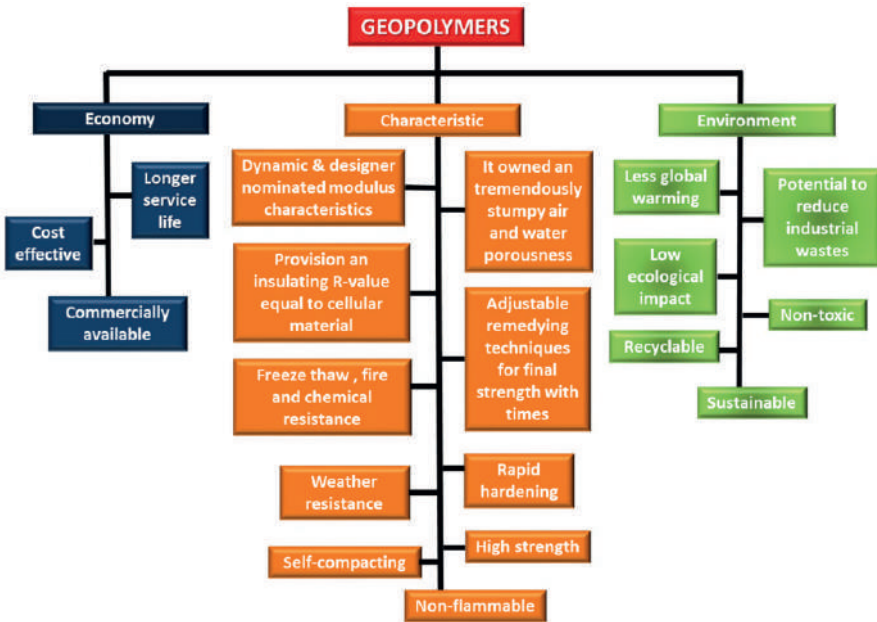 GEOPOLYMERS
Economy
Longer
service
life
Cost
effective
Commercially
available
Characteristic
Dynamic & designer
nominated modulus
characteristics
It owned an
tremendously
stumpy air
and water
porousness
Provision an
insulating R-value
equal to cellular
material
Adjustable
remedying
techniques
for final
strength with
times
Freeze thaw , fire
and chemical
resistance
Rapid
hardening
Weather
resistance
High strength
Self-compacting
Non-flammable
Environment
Less global
warming
Potential to
reduce
industrial
wastes
Low
ecological
impact
Non-toxic
Recyclable
Sustainable